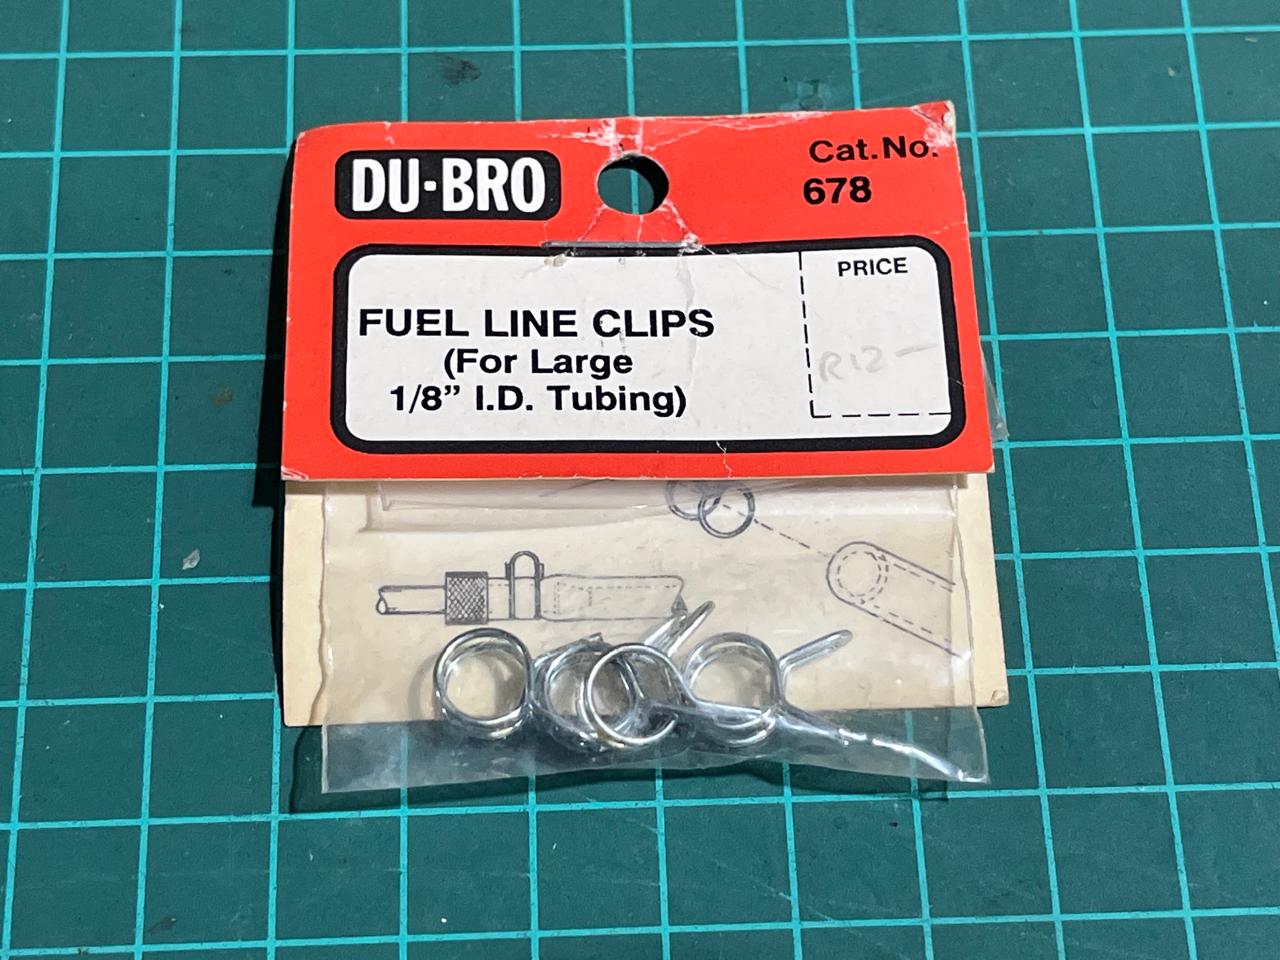 DU-BRO
Cat.No.
678
PRICE
R12-
FUEL LINE CLIPS
(For Large
1/8” I.D. Tubing)